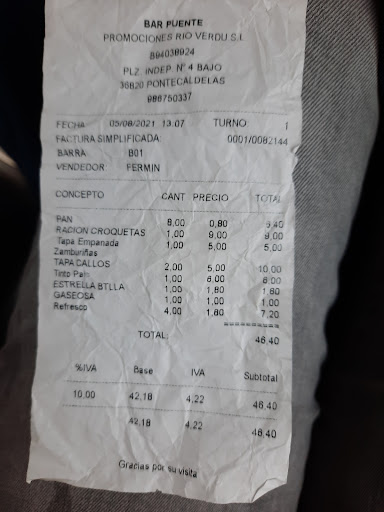 BAR PUENTE
PROMOCIONES RIO VERDU S.L
B94038924
PLZ. INDEP. Nº 4 BAJO
36820 PONTECALDELAS
986750337
FECHA 05/08/2021 13:07 TURNO 1
FACTURA SIMPLIFICADA 0001/0082144
BARRA B01
VENDEDOR FERMIN
CONCEPTO CANT PRECIO TOTAL
PAN 8,00 0,80 6,40
RACION CROQUETAS 1,00 9,00 9,00
Tapa Empanada 1,00 5,00 5,00
Zamburiñas
TAPA CALLOS 2,00 5,00 10,00
Tinto Pais 1,00 6,00 6,00
ESTRELLA BTLLA 1,00 1,80 1,80
GASEOSA 1,00 1,00 1,00
Refresco 4,00 1,80 7,20
==========
TOTAL: 46,40
%IVA Base IVA Subtotal
10,00 42,18 4,22 46,40
42,18 4,22 46,40
Gracias por su visita